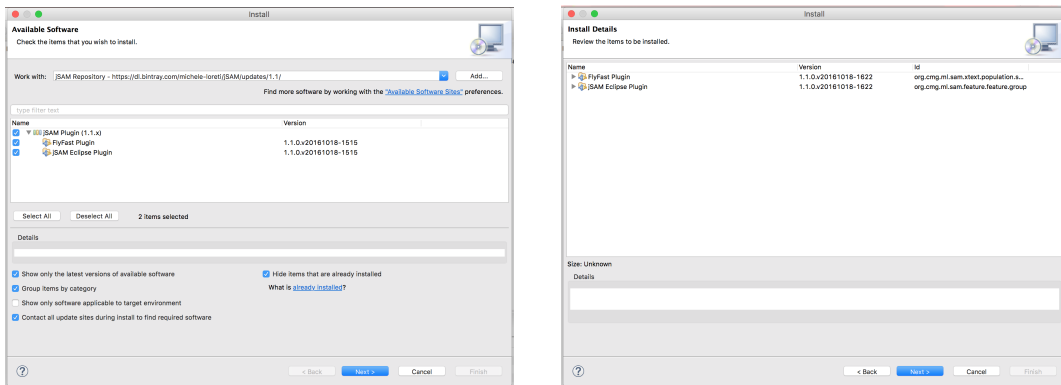 Install
Available Software
Check the items that you wish to install.
Work with: jSAM Repository - https://dl.bintray.com/michele-loreti/jSAM/updates/1.1/ Add...
Find more software by working with the "Available Software Sites" preferences.
type filter text
Name Version
jSAM Plugin (1.1.x)
FlyFast Plugin 1.1.0.v20161018-1515
jSAM Eclipse Plugin 1.1.0.v20161018-1515
Select All Deselect All 2 items selected
Details
Show only the latest versions of available software Hide items that are already installed
Group items by category What is already installed?
Show only software applicable to target environment
Contact all update sites during install to find required software
? < Back Next > Cancel Finish
Install
Install Details
Review the items to be installed.
Name Version Id
FlyFast Plugin 1.1.0.v20161018-1622 org.cmg.ml.sam.xtext.population.s...
jSAM Eclipse Plugin 1.1.0.v20161018-1622 org.cmg.ml.sam.feature.feature.group
Size: Unknown
Details
? < Back Next > Cancel Finish